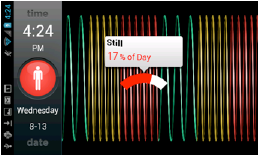 4:24
time
4:24
PM
Wednesday
8-13
date
Still
17% of Day